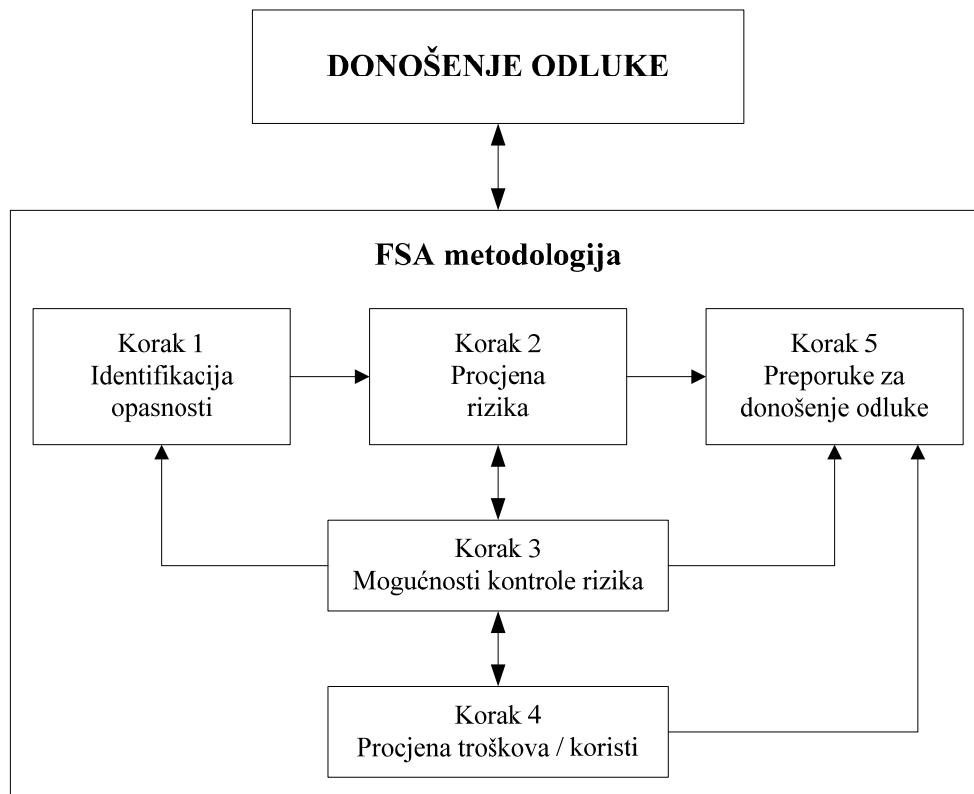 DONOŠENJE ODLUKE
FSA metodologija
Korak 1
Identifikacija
opasnosti
Korak 2
Procjena
rizika
Korak 5
Preporuke za
donošenje odluke
Korak 3
Mogućnosti kontrole rizika
Korak 4
Procjena troškova / koristi